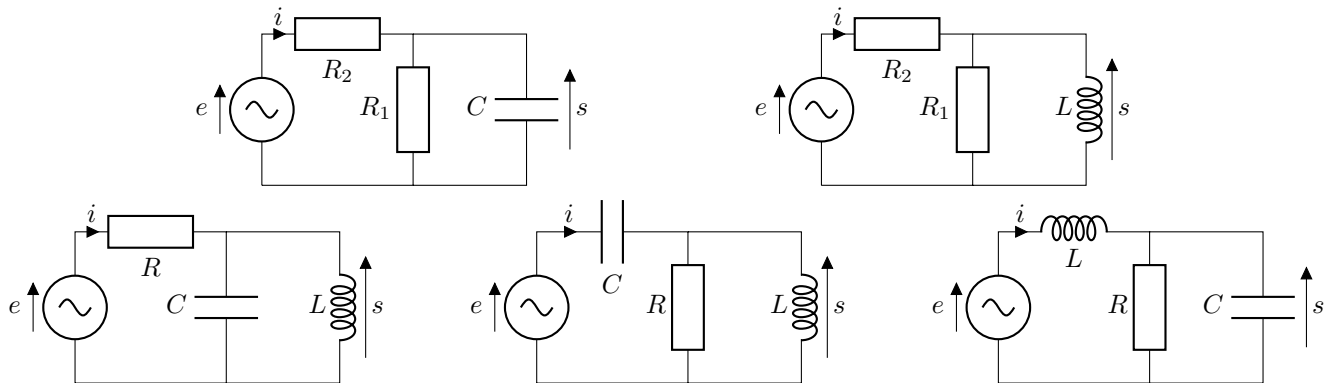 i i
R₂ R₂
e R₁ C s e R₁ L s
i i i
R C L
e C L s e R L s e R C s